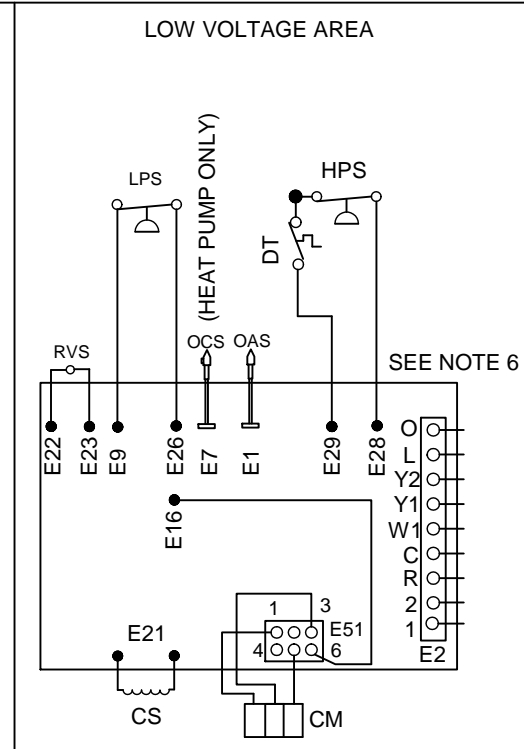 LOW VOLTAGE AREA
(HEAT PUMP ONLY)
LPS
HPS
DT
RVS
OCS
OAS
SEE NOTE 6
E22
E23
E9
E26
E7
E1
E29
E28
O
L
Y2
Y1
W1
C
R
2
1
E2
E16
E21
CS
1
3
E51
4
6
CM